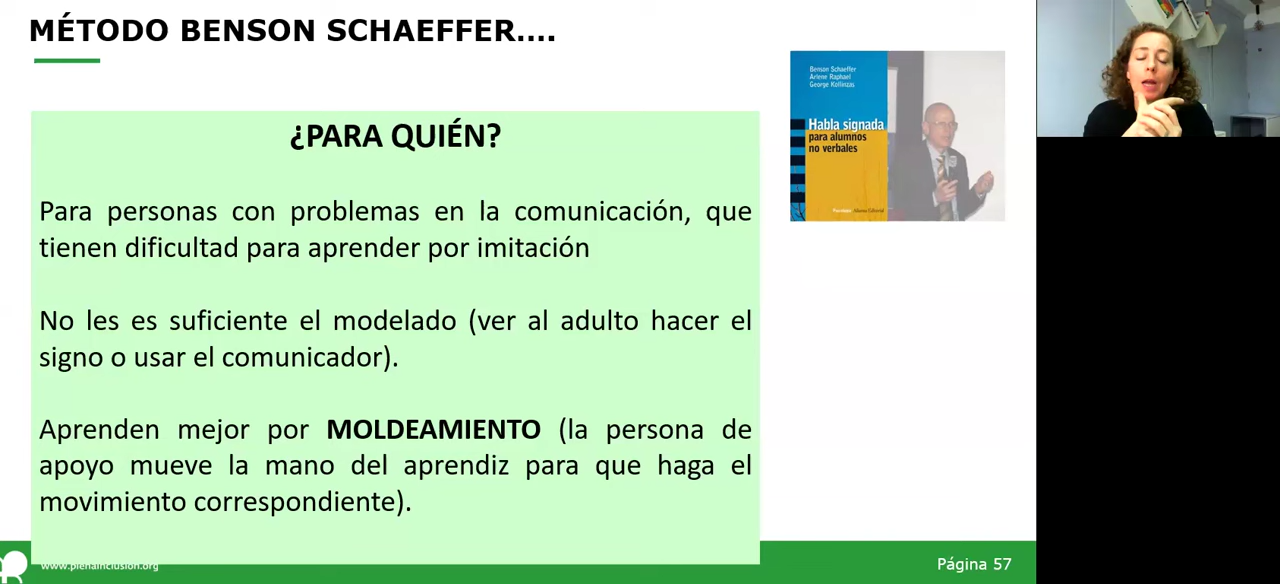 MÉTODO BENSON SCHAEFFER....
¿PARA QUIÉN?
Para personas con problemas en la comunicación, que
tienen dificultad para aprender por imitación
No les es suficiente el modelado (ver al adulto hacer el
signo o usar el comunicador).
Aprenden mejor por MOLDEAMIENTO (la persona de
apoyo mueve la mano del aprendiz para que haga el
movimiento correspondiente).
Benson Schaeffer
Arlene Raphael
George Kollinzas
Habla signada
para alumnos
no verbales
Alianza Editorial
www.plenainclusion.org
Página 57